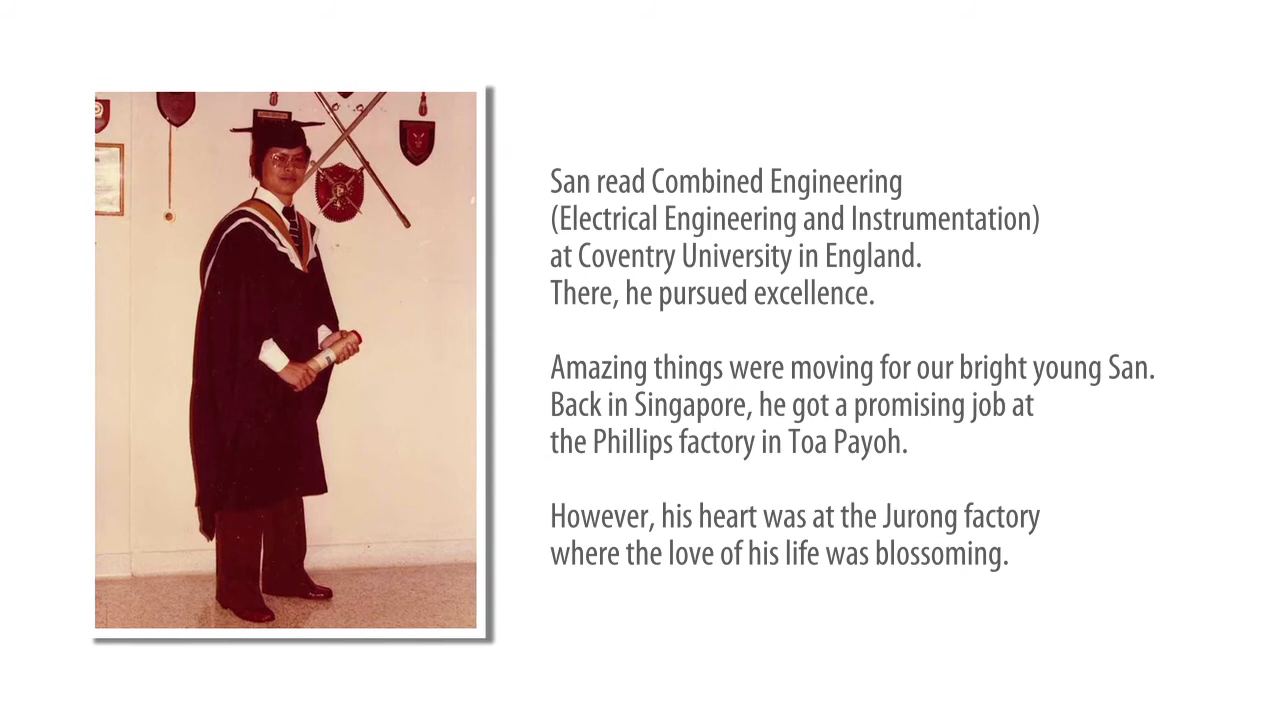 San read Combined Engineering
(Electrical Engineering and Instrumentation)
at Coventry University in England.
There, he pursued excellence.
Amazing things were moving for our bright young San.
Back in Singapore, he got a promising job at
the Phillips factory in Toa Payoh.
However, his heart was at the Jurong factory
where the love of his life was blossoming.